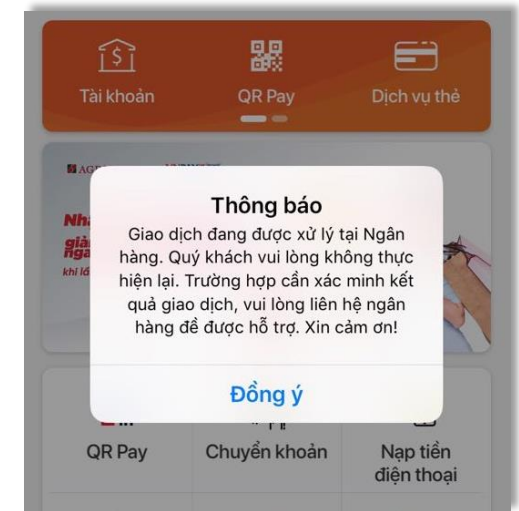 Tài khoản
QR Pay
Dịch vụ thẻ
Thông báo
Giao dịch đang được xử lý tại Ngân
hàng. Quý khách vui lòng không thực
hiện lại. Trường hợp cần xác minh kết
quả giao dịch, vui lòng liên hệ ngân
hàng để được hỗ trợ. Xin cảm ơn!
Đồng ý
QR Pay
Chuyển khoản
Nạp tiền
điện thoại